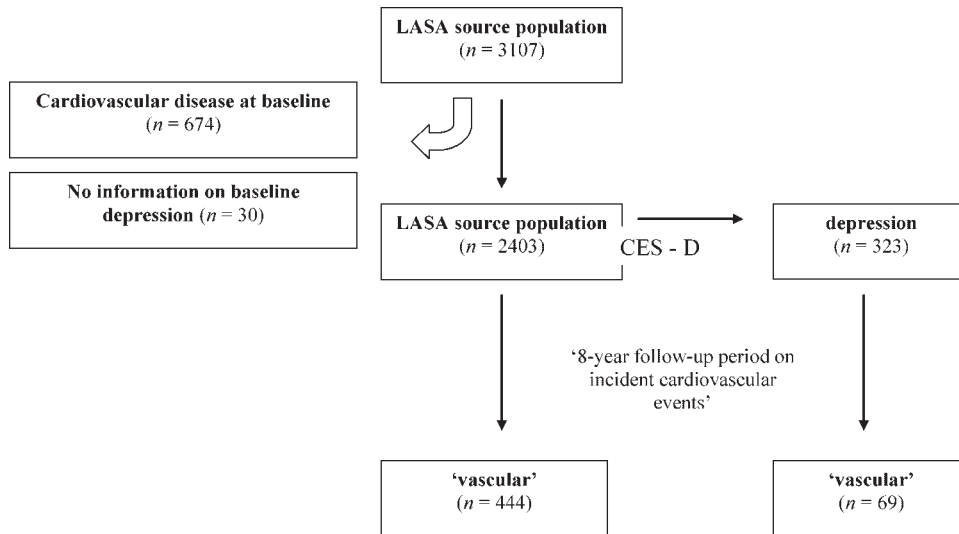 LASA source population
(n = 3107)
Cardiovascular disease at baseline
(n = 674)
No information on baseline
depression (n = 30)
LASA source population
(n = 2403)
CES - D
depression
(n = 323)
‘8-year follow-up period on
incident cardiovascular
events’
‘vascular’
(n = 444)
‘vascular’
(n = 69)